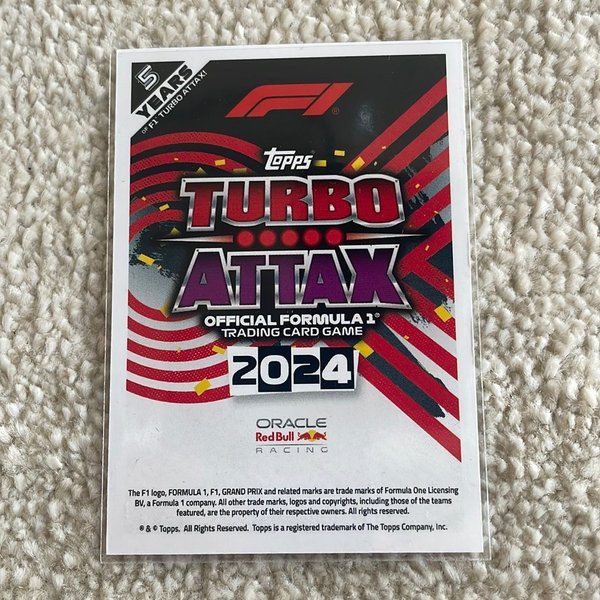 5
YEARS
OF F1® TURBO ATTAX!
F1®
Topps®
TURBO
ATTAX
OFFICIAL FORMULA 1®
TRADING CARD GAME
2024
ORACLE
Red Bull
RACING
The F1 logo, FORMULA 1, F1, GRAND PRIX and related marks are trade marks of Formula One Licensing
BV, a Formula 1 company. All other trade marks, logos and copyrights, including those of the teams
featured, are the property of their respective owners. All rights reserved.
® & © Topps. All Rights Reserved. Topps is a registered trademark of The Topps Company, Inc.